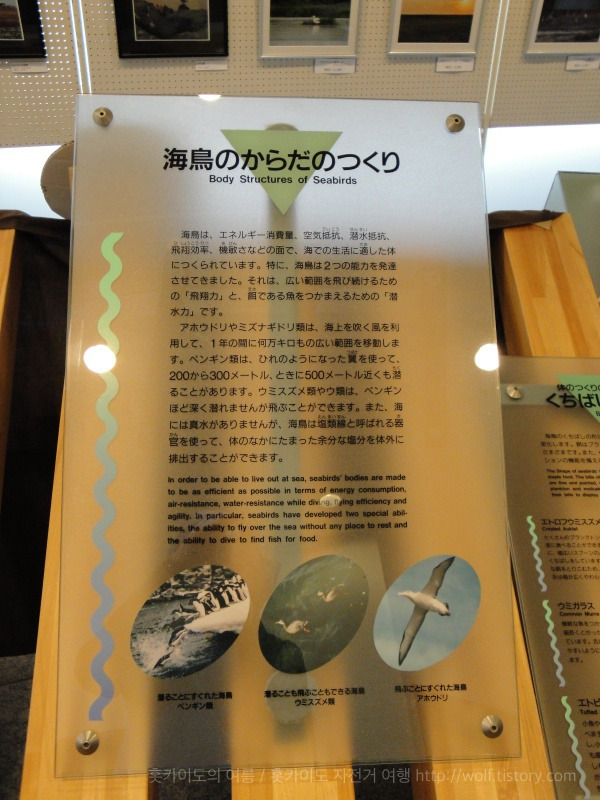 海鳥のからだのつくり
Body Structures of Seabirds
海鳥は、エネルギー消費量、空気抵抗、潜水抵抗、
飛翔効率、機敏さなどの面で、海での生活に適した体
につくられています。特に、海鳥は2つの能力を発達
させてきました。それは、広い範囲を飛び続けるため
の「飛翔力」と、餌である魚をつかまえるための「潜
水力」です。
アホウドリやミズナギドリ類は、海上を吹く風を利
用して、1年の間に何万キロもの広い範囲を移動しま
す。ペンギン類は、ひれのようになった翼を使って、
200から300メートル、ときに500メートル近くも潜
ることがあります。ウミスズメ類やウ類は、ペンギン
ほど深く潜れませんが飛ぶことができます。また、海
には真水がありませんが、海鳥は塩類腺と呼ばれる器
官を使って、体のなかにたまった余分な塩分を体外に
排出することができます。
In order to be able to live out at sea, seabirds' bodies are made
to be as efficient as possible in terms of energy consumption,
air-resistance, water-resistance while diving, flying efficiency and
agility. In particular, seabirds have developed two special abil-
ities, the ability to fly over the sea without any place to rest and
the ability to dive to find fish for food.
潜ることにすぐれた海鳥
ペンギン類
潜ることも飛ぶこともできる海鳥
ウミスズメ類
飛ぶことにすぐれた海鳥
アホウドリ
体のつくりの
くちばし
エトロフウミスズメ
Crested Auklet
ウミガラス
Common Murre
エトピ
Tufted
홋카이도의 여름 / 홋카이도 자전거 여행 http://wolf.tistory.com